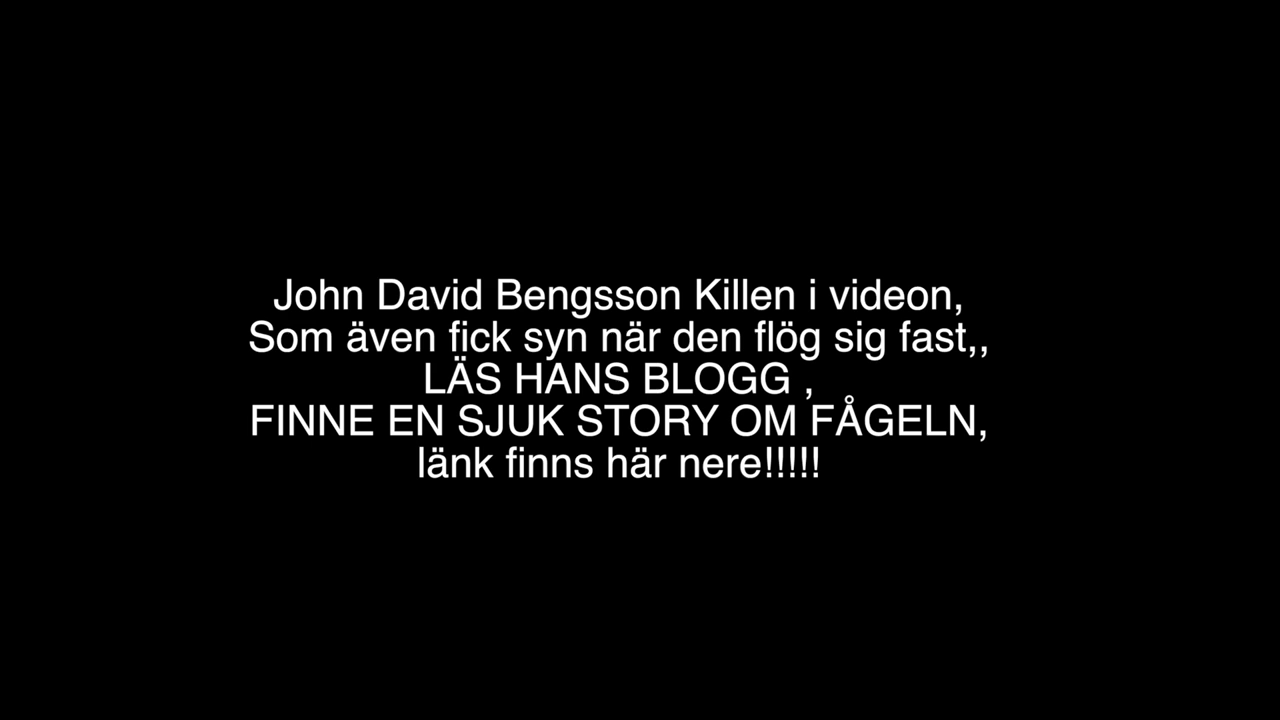 John David Bengsson Killen i videon,
Som även fick syn när den flög sig fast,,
LÄS HANS BLOGG ,
FINNE EN SJUK STORY OM FÅGELN,
länk finns här nere!!!!!